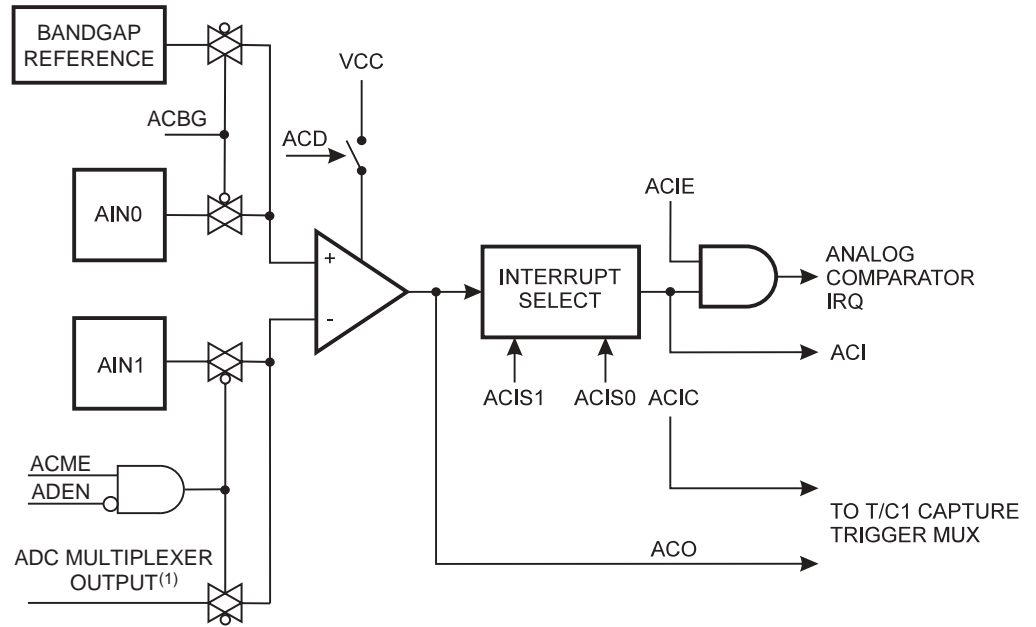 BANDGAP
REFERENCE
VCC
ACBG
ACD
AIN0
ACIE
+
INTERRUPT
SELECT
ANALOG
COMPARATOR
IRQ
-
AIN1
ACI
ACIS1
ACIS0
ACIC
ACME
ADEN
TO T/C1 CAPTURE
TRIGGER MUX
ACO
ADC MULTIPLEXER
OUTPUT(1)